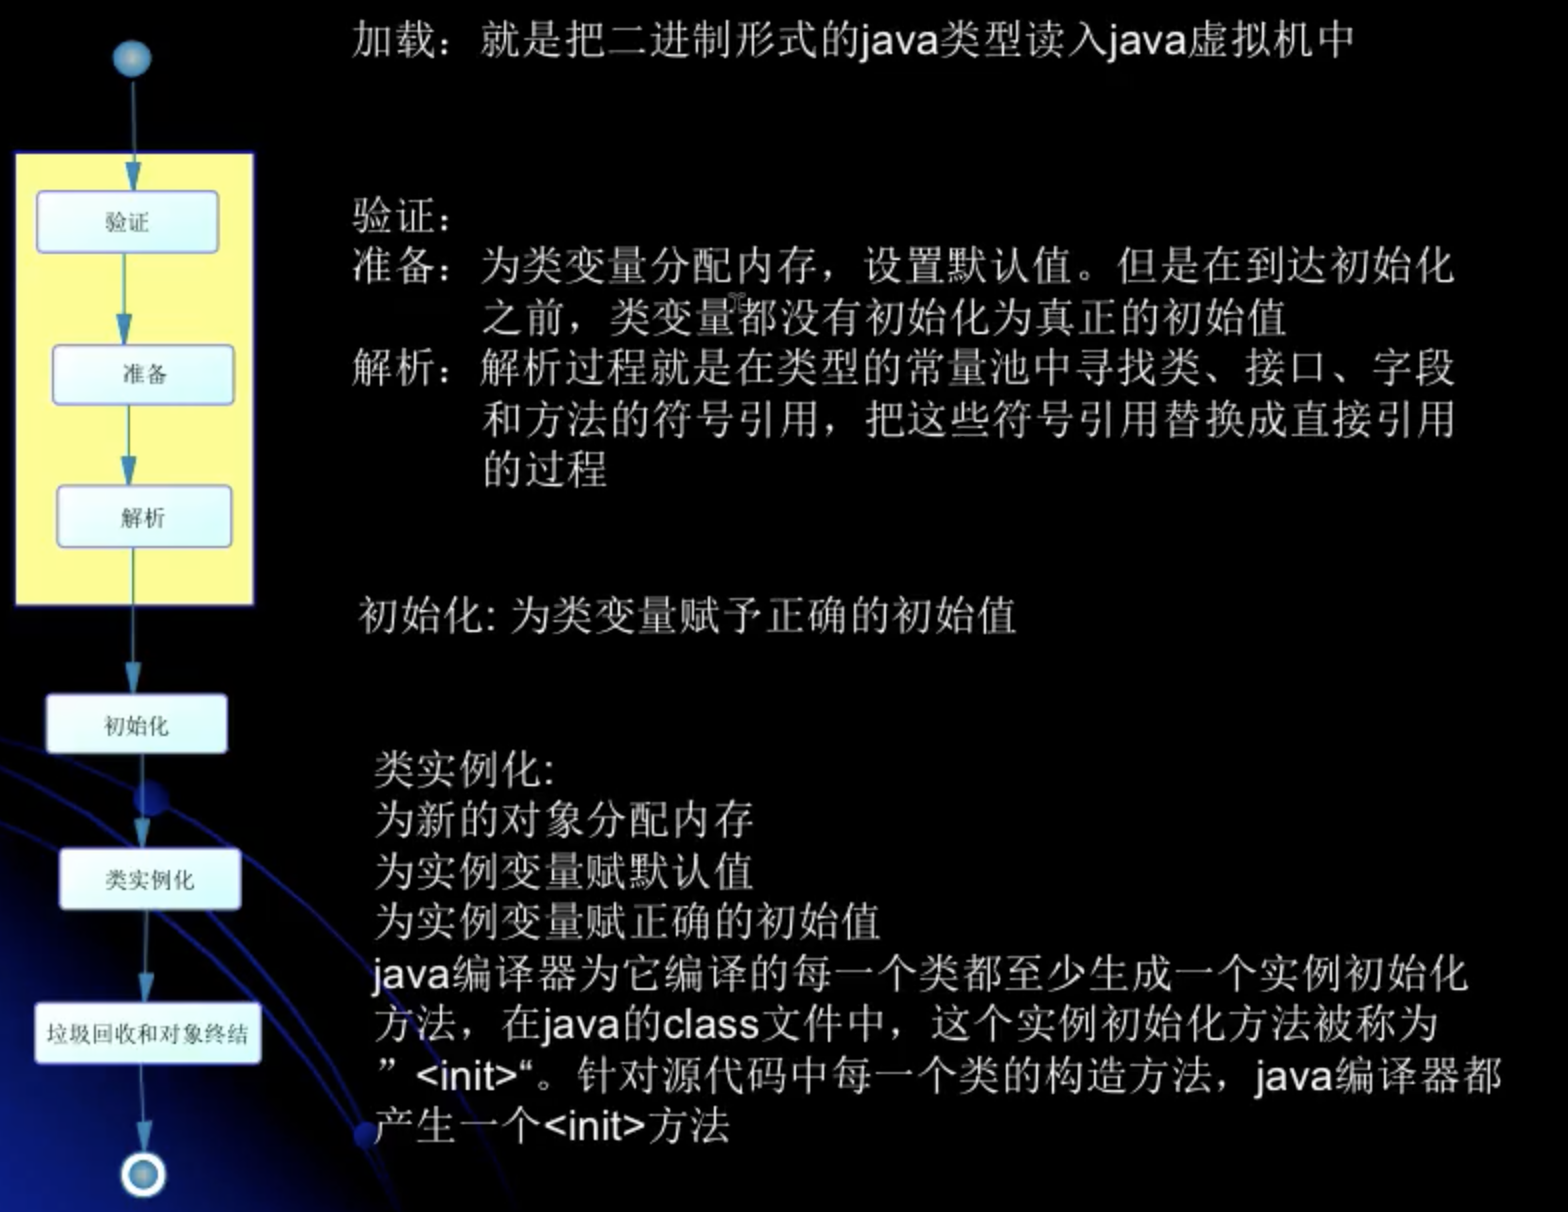 加载：就是把二进制形式的java类型读入java虚拟机中
验证
验证：
准备：为类变量分配内存，设置默认值。但是在到达初始化
之前，类变量都没有初始化为真正的初始值
准备
解析：解析过程就是在类型的常量池中寻找类、接口、字段
和方法的符号引用，把这些符号引用替换成直接引用
的过程
解析
初始化: 为类变量赋予正确的初始值
初始化
类实例化:
为新的对象分配内存
为实例变量赋默认值
为实例变量赋正确的初始值
类实例化
java编译器为它编译的每一个类都至少生成一个实例初始化
方法，在java的class文件中，这个实例初始化方法被称为
”<init>“。针对源代码中每一个类的构造方法，java编译器都
产生一个<init>方法
垃圾回收和对象终结